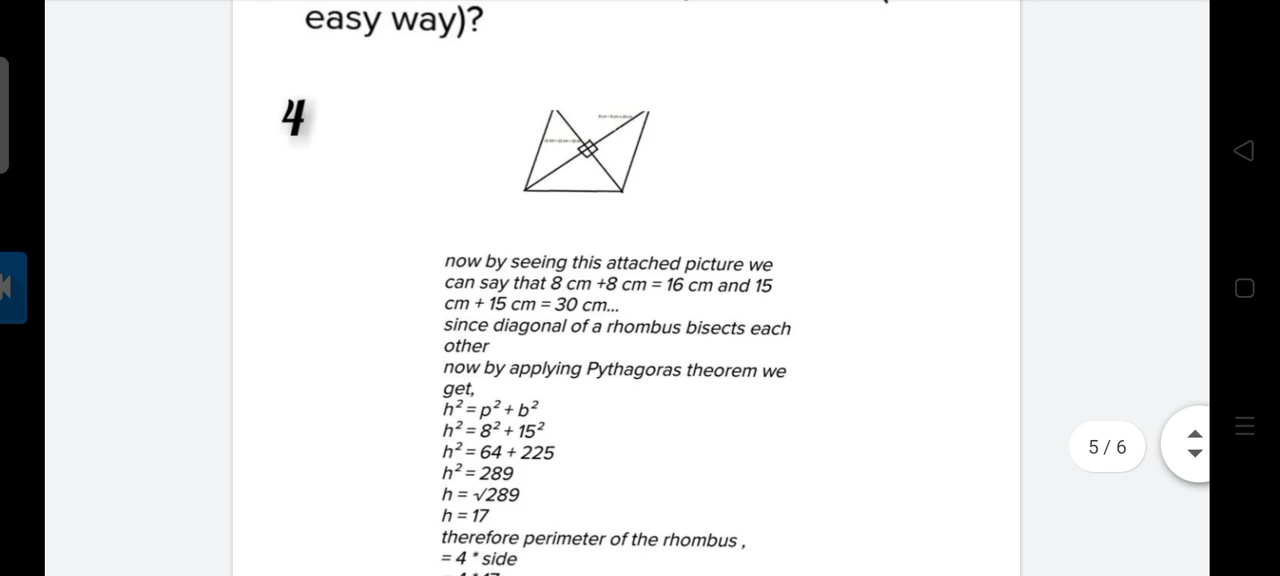 easy way)?
4
now by seeing this attached picture we
can say that 8 cm +8 cm = 16 cm and 15
cm + 15 cm = 30 cm...
since diagonal of a rhombus bisects each
other
now by applying Pythagoras theorem we
get,
h² = p² + b²
h² = 8² + 15²
h² = 64 + 225
h² = 289
h = √289
h = 17
therefore perimeter of the rhombus ,
= 4 * side
5 / 6